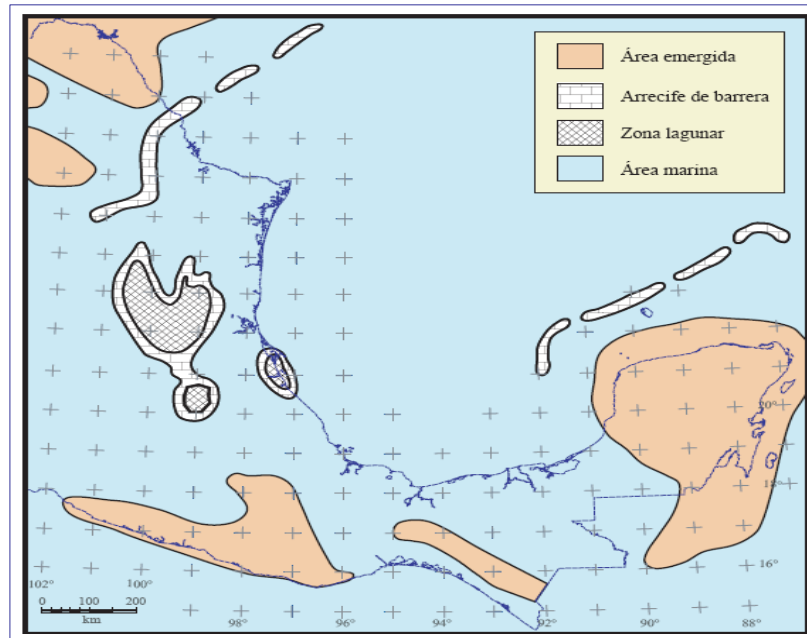 Área emergida
Arrecife de barrera
Zona lagunar
Área marina
20°
18°
16°
102°
100°
0 100 200
km
98°
96°
94°
92°
90°
88°